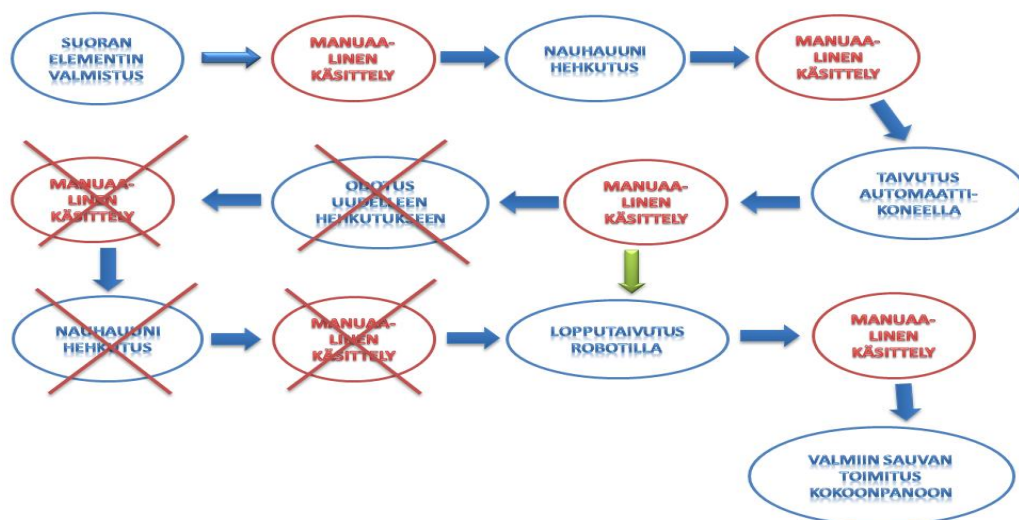 SUORAN
ELEMENTIN
VALMISTUS
MANUAA-
LINEN
KÄSITTELY
NAUHAUUNI
HEHKUTUS
MANUAA-
LINEN
KÄSITTELY
TAIVUTUS
AUTOMAATTI-
KONEELLA
MANUAA-
LINEN
KÄSITTELY
ODOTUS
UUDELLEEN
HEHKUTUKSEEN
MANUAA-
LINEN
KÄSITTELY
NAUHAUUNI
HEHKUTUS
MANUAA-
LINEN
KÄSITTELY
LOPPUTAIVUTUS
ROBOTILLA
MANUAA-
LINEN
KÄSITTELY
VALMIIN SAUVAN
TOIMITUS
KOKOONPANOON